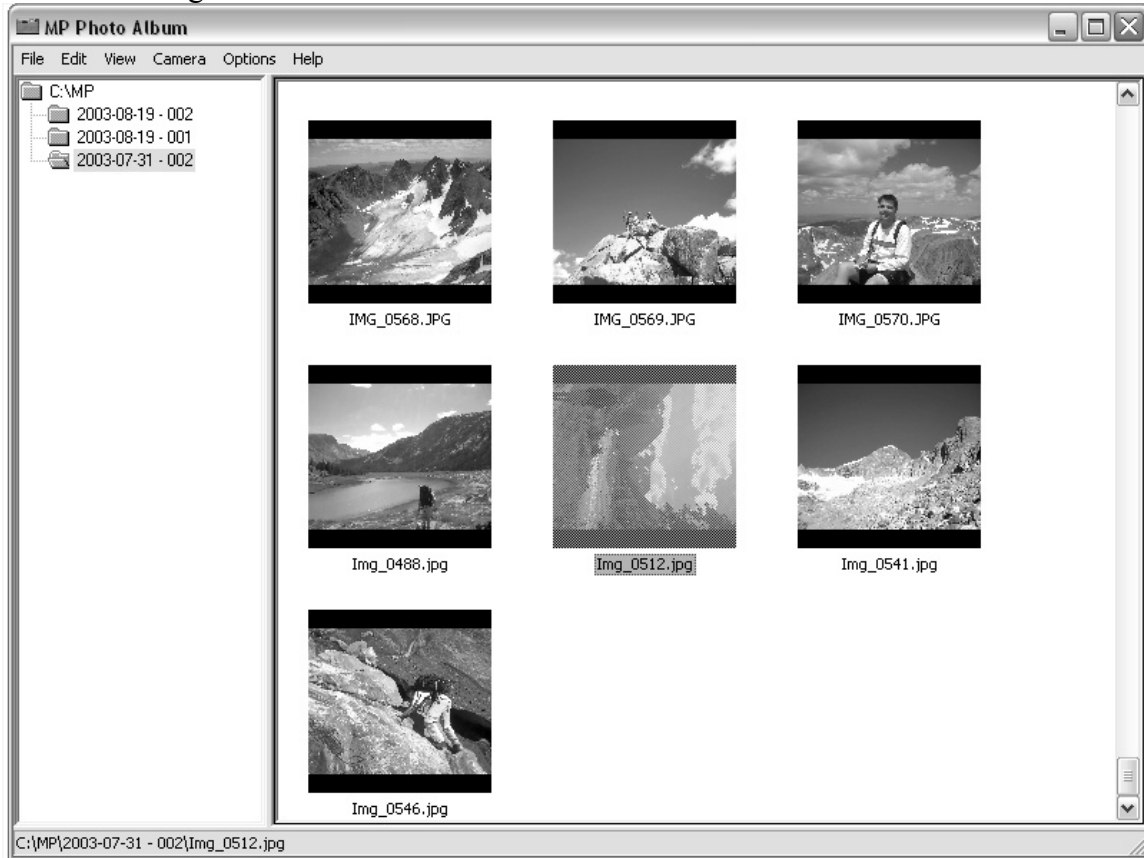 MP Photo Album
File Edit View Camera Options Help
C:\MP
2003-08-19 - 002
2003-08-19 - 001
2003-07-31 - 002
IMG_0568.JPG IMG_0569.JPG IMG_0570.JPG
Img_0488.jpg Img_0512.jpg Img_0541.jpg
Img_0546.jpg
C:\MP\2003-07-31 - 002\Img_0512.jpg